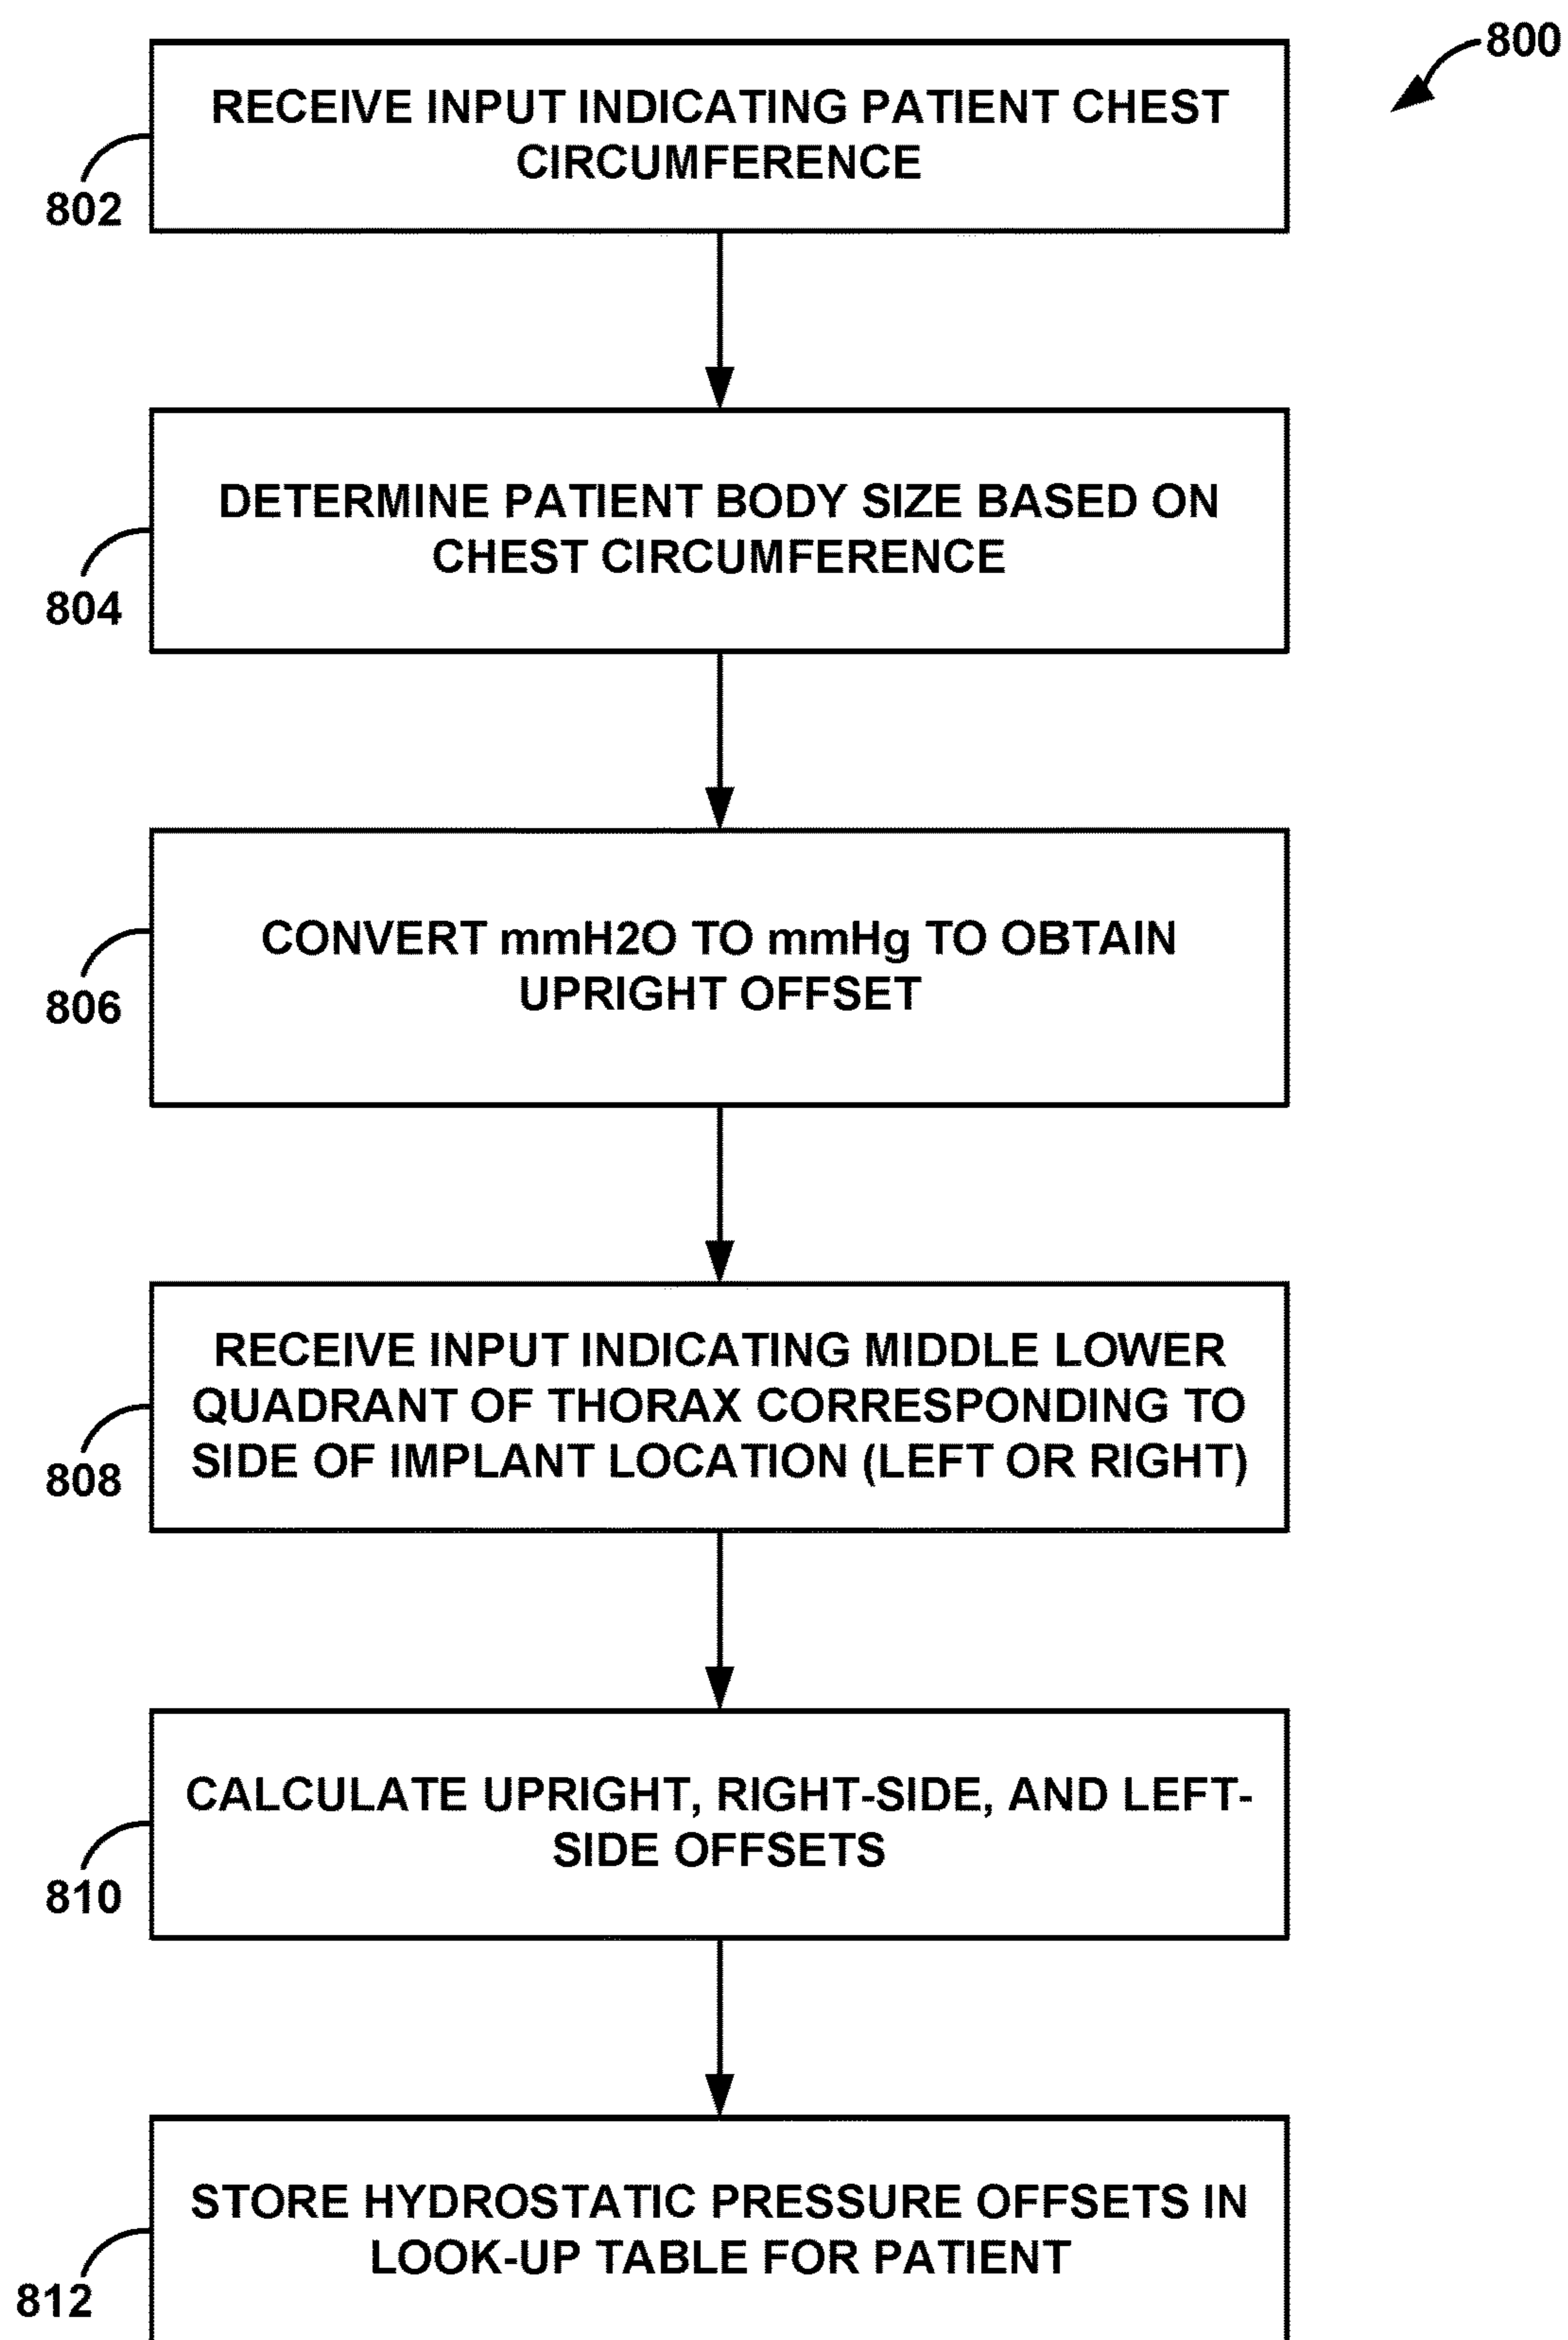 800
RECEIVE INPUT INDICATING PATIENT CHEST
CIRCUMFERENCE
802
DETERMINE PATIENT BODY SIZE BASED ON
CHEST CIRCUMFERENCE
804
CONVERT mmH2O TO mmHg TO OBTAIN
UPRIGHT OFFSET
806
RECEIVE INPUT INDICATING MIDDLE LOWER
QUADRANT OF THORAX CORRESPONDING TO
SIDE OF IMPLANT LOCATION (LEFT OR RIGHT)
808
CALCULATE UPRIGHT, RIGHT-SIDE, AND LEFT-
SIDE OFFSETS
810
STORE HYDROSTATIC PRESSURE OFFSETS IN
LOOK-UP TABLE FOR PATIENT
812